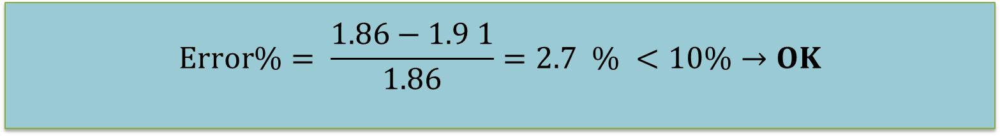 Error% = (1.86 − 1.9 1)/1.86 = 2.7 % < 10% → OK